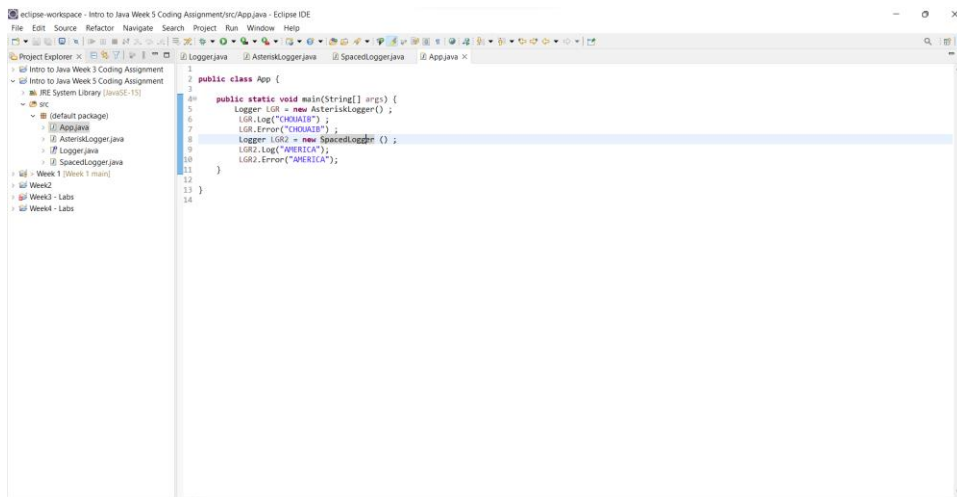 eclipse-workspace - Intro to Java Week 5 Coding Assignment/src/App.java - Eclipse IDE
File Edit Source Refactor Navigate Search Project Run Window Help
Project Explorer
Logger.java AsteriskLogger.java SpacedLogger.java App.java
Intro to Java Week 3 Coding Assignment
Intro to Java Week 5 Coding Assignment
JRE System Library [JavaSE-15]
src
(default package)
App.java
AsteriskLogger.java
Logger.java
SpacedLogger.java
> Week 1 [Week 1 main]
Week2
Week3 - Labs
Week4 - Labs
1
2 public class App {
3
4 public static void main(String[] args) {
5 Logger LGR = new AsteriskLogger() ;
6 LGR.Log("CHOUAIB") ;
7 LGR.Error("CHOUAIB") ;
8 Logger LGR2 = new SpacedLogger () ;
9 LGR2.Log("AMERICA");
10 LGR2.Error("AMERICA");
11 }
12
13 }
14